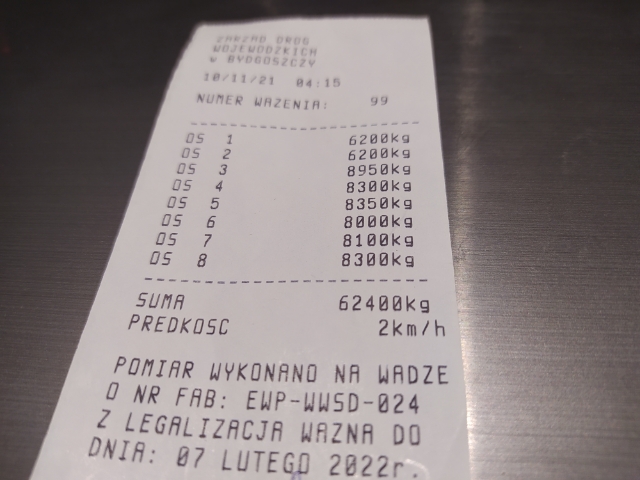 ZARZAD DROG
WOJEWODZKICH
w BYDGOSZCZY
10/11/21 04:15
NUMER WAZENIA: 99
OS 1 6200kg
OS 2 6200kg
OS 3 8950kg
OS 4 8300kg
OS 5 8350kg
OS 6 8000kg
OS 7 8100kg
OS 8 8300kg
SUMA 62400kg
PREDKOSC 2km/h
POMIAR WYKONANO NA WADZE
O NR FAB: EWP-WWSD-024
Z LEGALIZACJA WAZNA DO
DNIA: 07 LUTEGO 2022r.